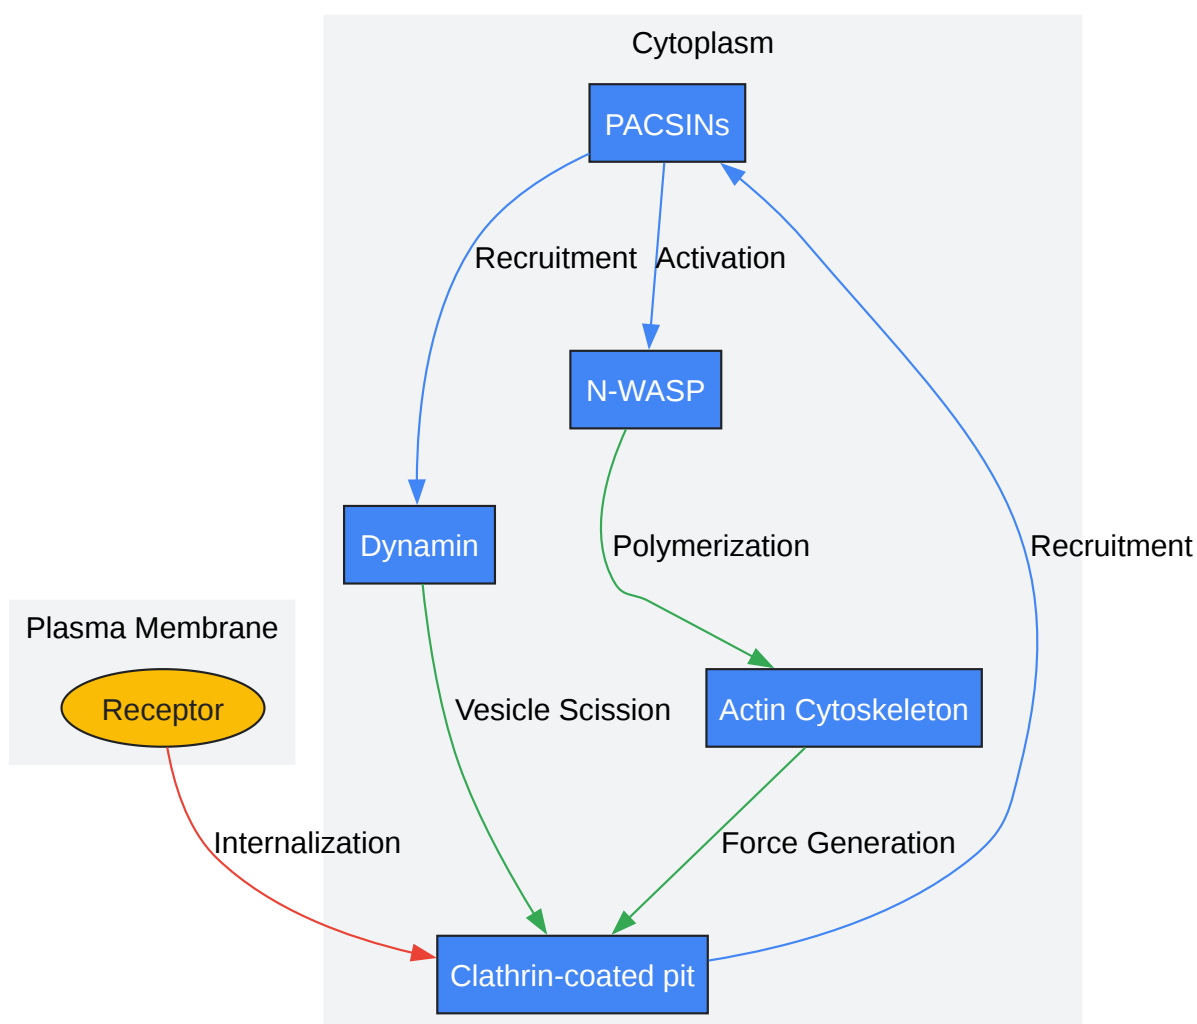 Cytoplasm
PACSINs
Recruitment
Activation
N-WASP
Dynamin
Polymerization
Recruitment
Plasma Membrane
Receptor
Vesicle Scission
Actin Cytoskeleton
Internalization
Force Generation
Clathrin-coated pit